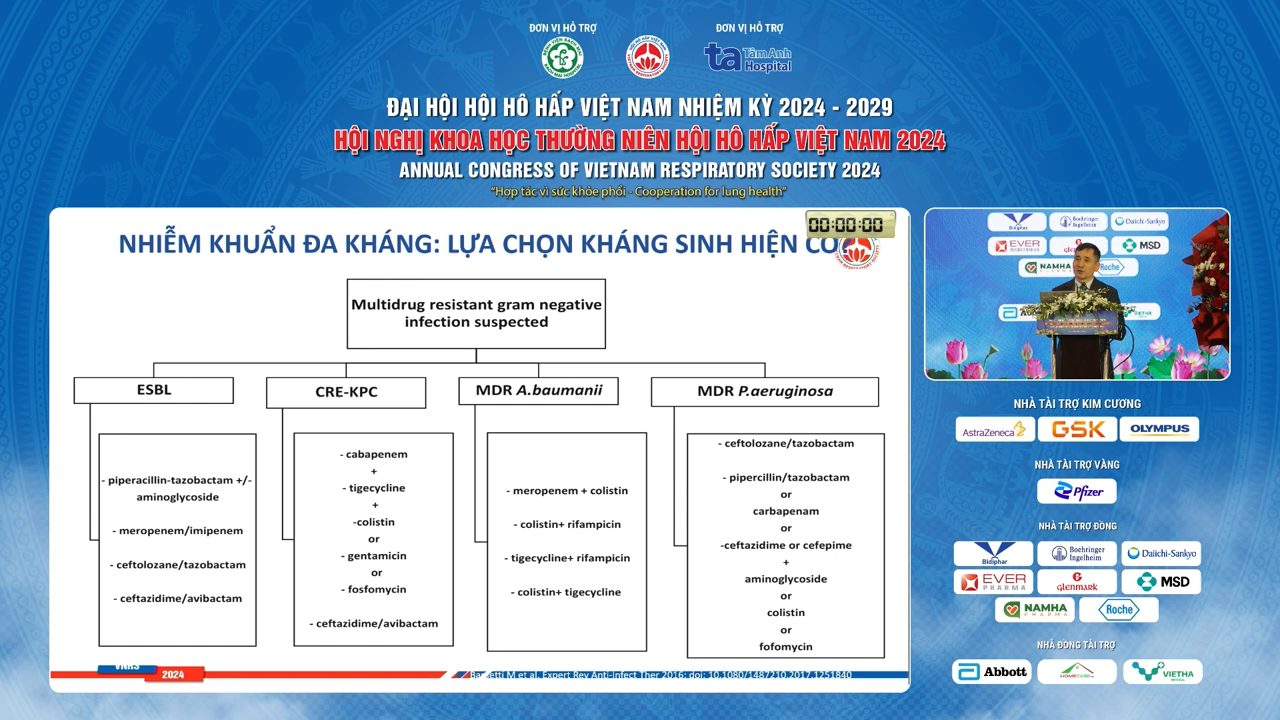 ĐƠN VỊ HỖ TRỢ
ĐƠN VỊ HỖ TRỢ
ta TâmAnh Hospital
ĐẠI HỘI HỘI HÔ HẤP VIỆT NAM NHIỆM KỲ 2024 - 2029
HỘI NGHỊ KHOA HỌC THƯỜNG NIÊN HỘI HÔ HẤP VIỆT NAM 2024
ANNUAL CONGRESS OF VIETNAM RESPIRATORY SOCIETY 2024
“Hợp tác vì sức khỏe phổi - Cooperation for lung health”
00:00:00
NHIỄM KHUẨN ĐA KHÁNG: LỰA CHỌN KHÁNG SINH HIỆN CÓ
Multidrug resistant gram negative
infection suspected
ESBL
- piperacillin-tazobactam +/-
aminoglycoside
- meropenem/imipenem
- ceftolozane/tazobactam
- ceftazidime/avibactam
CRE-KPC
- cabapenem
+
- tigecycline
+
-colistin
or
- gentamicin
or
- fosfomycin
- ceftazidime/avibactam
MDR A.baumanii
- meropenem + colistin
- colistin+ rifampicin
- tigecycline+ rifampicin
- colistin+ tigecycline
MDR P.aeruginosa
- ceftolozane/tazobactam
- pipercillin/tazobactam
or
carbapenam
or
-ceftazidime or cefepime
+
aminoglycoside
or
colistin
or
fofomycin
VNRS
2024
Bassetti M et al. Expert Rev Anti-Infect Ther 2016: doi: 10.1080/1487210.2017.1251840
Bidiphar
Boehringer Ingelheim
Daiichi-Sankyo
EVER
MSD
NAMHA
Roche
VIETHA
NHÀ TÀI TRỢ KIM CƯƠNG
AstraZeneca
GSK
OLYMPUS
NHÀ TÀI TRỢ VÀNG
Pfizer
NHÀ TÀI TRỢ ĐỒNG
Bidiphar
Boehringer Ingelheim
Daiichi-Sankyo
EVER PHARMA
GLENMARK
MSD
NAMHA PHARMA
Roche
NHÀ ĐỒNG TÀI TRỢ
Abbott
HOMECARE
VIETHA